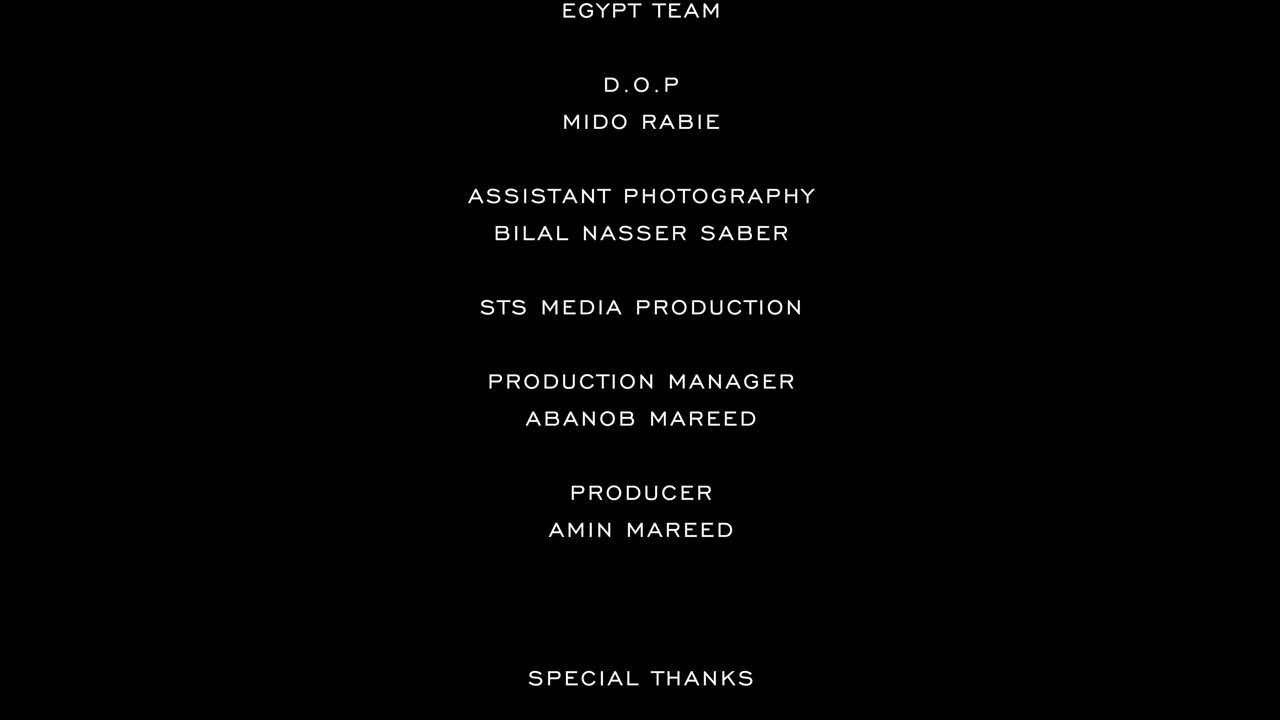 EGYPT TEAM
D.O.P
MIDO RABIE
ASSISTANT PHOTOGRAPHY
BILAL NASSER SABER
STS MEDIA PRODUCTION
PRODUCTION MANAGER
ABANOB MAREED
PRODUCER
AMIN MAREED
SPECIAL THANKS